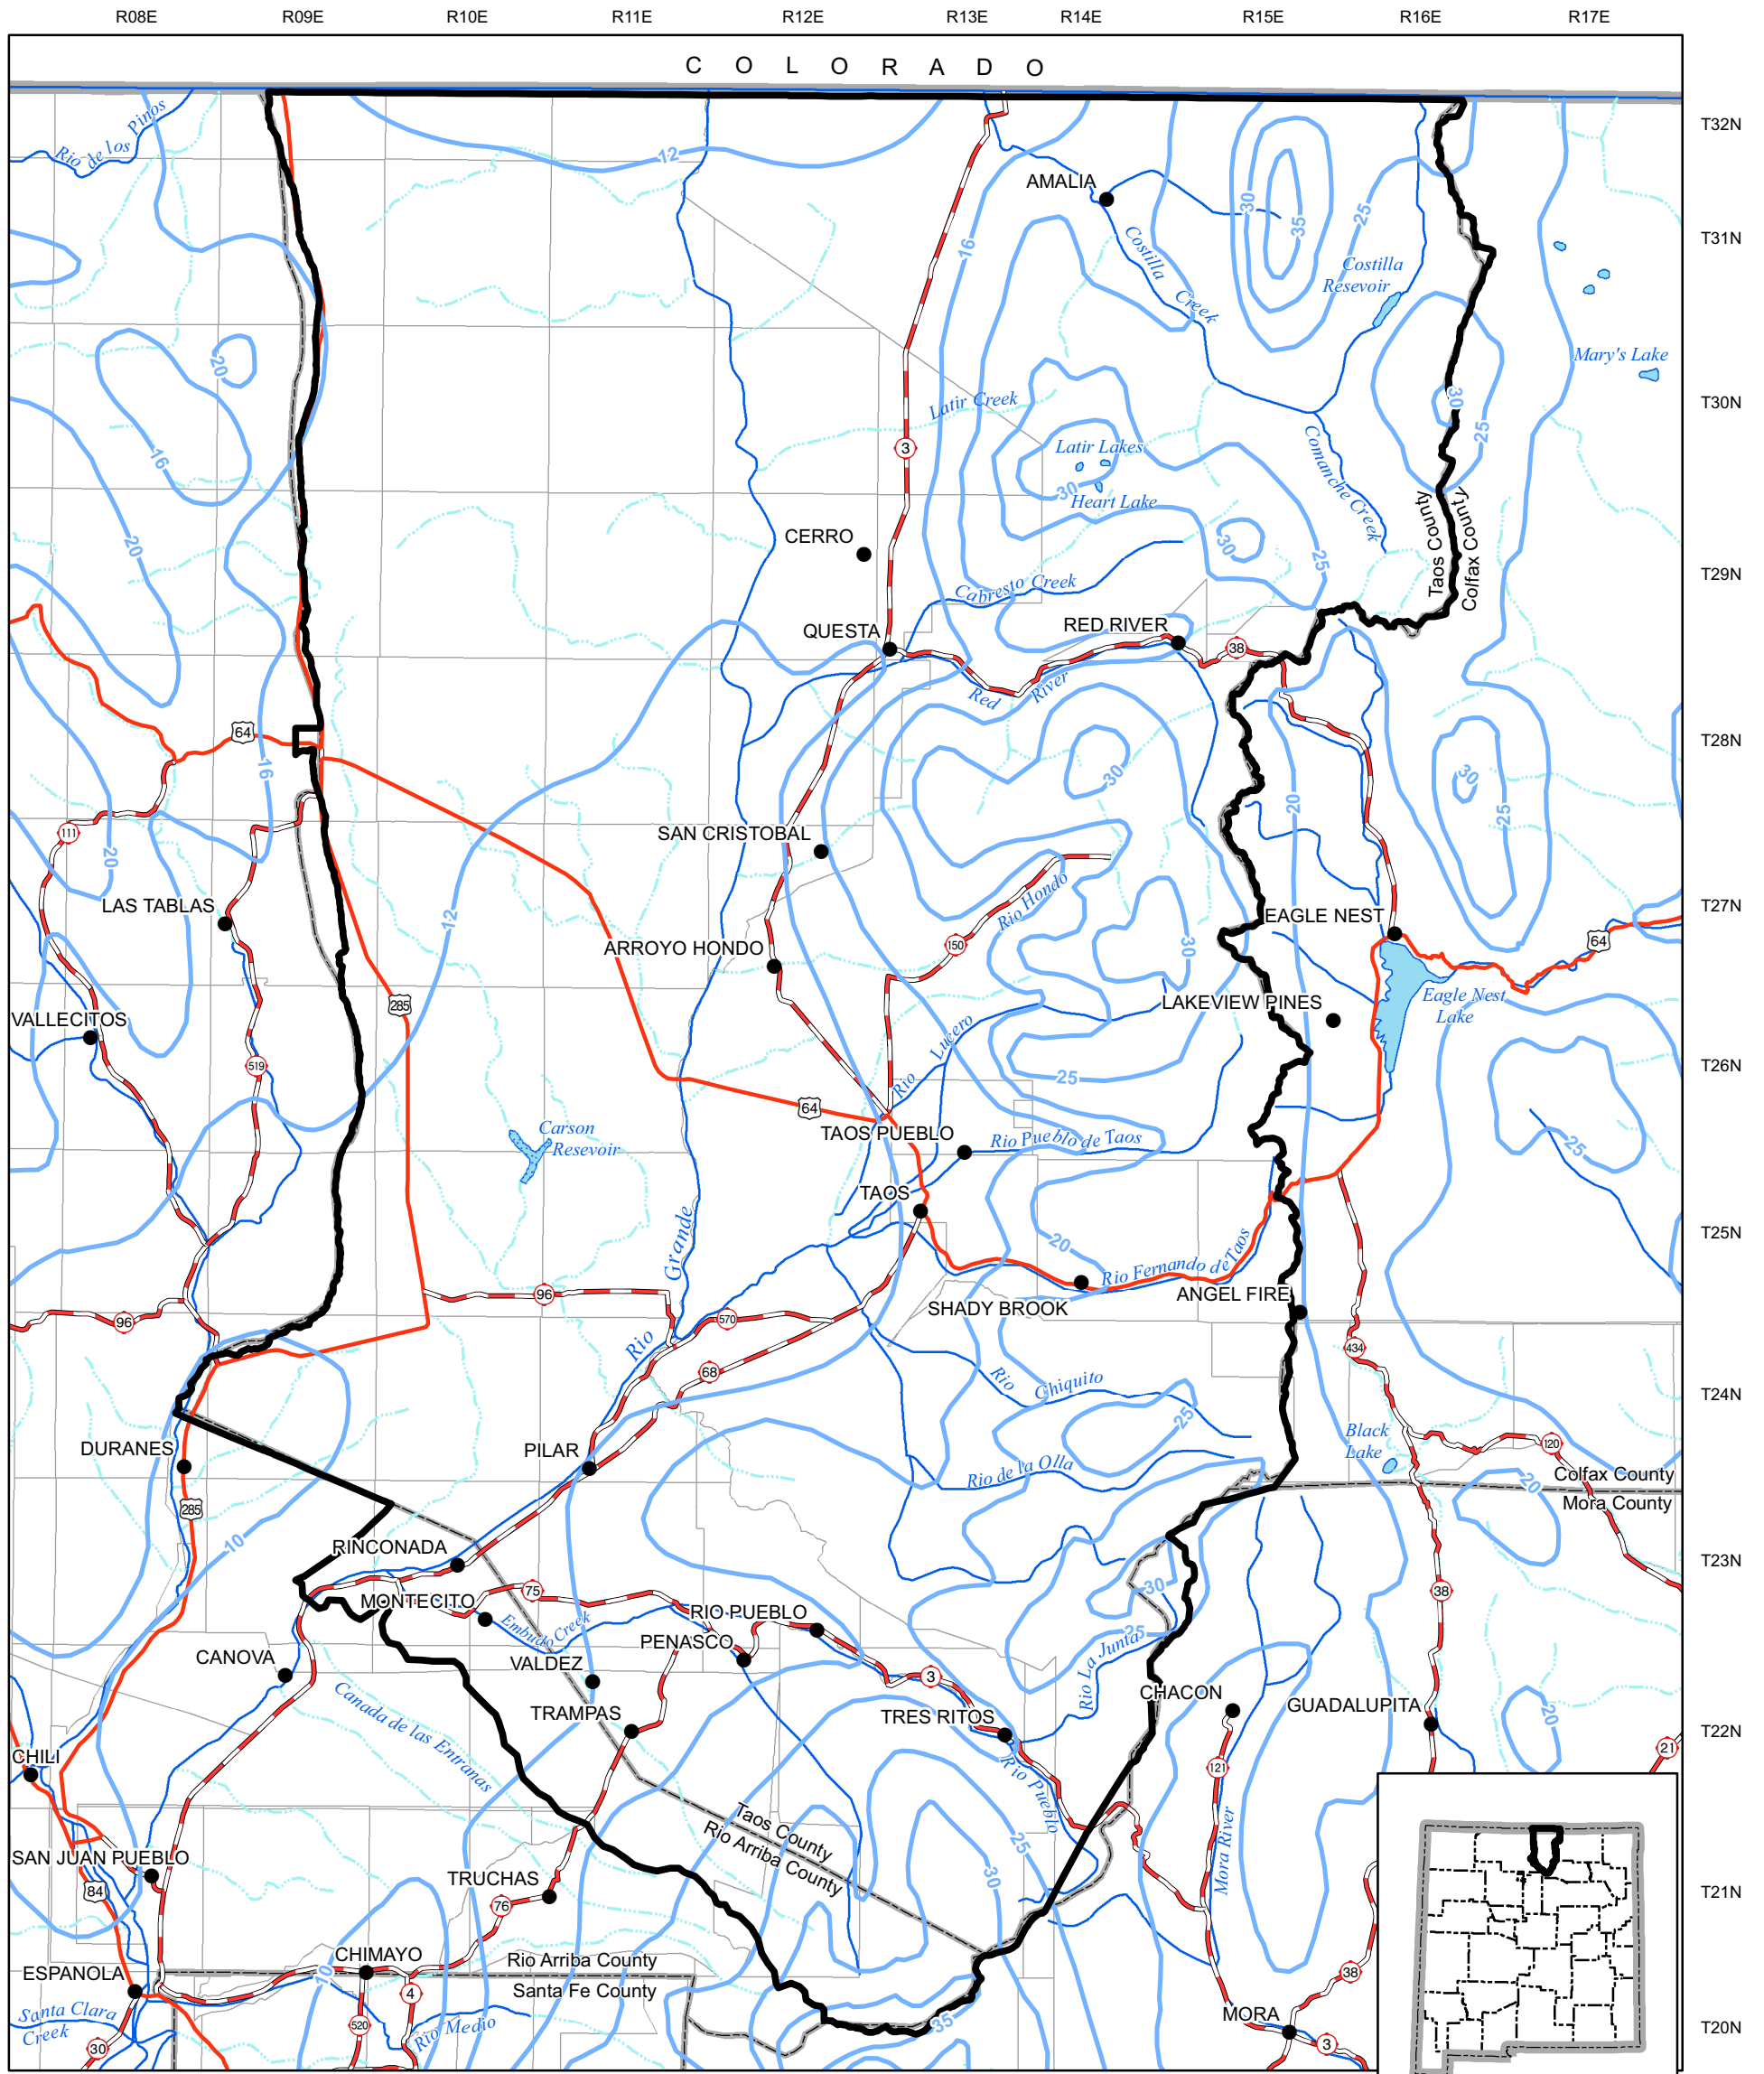 R08E R09E R10E R11E R12E R13E R14E R15E R16E R17E
COLORADO
T32N
Rio de los Pinos
12
AMALIA
30
35
25
T31N
16
Costilla Creek
Costilla
Resevoir
20
Mary's Lake
T30N
Latir Creek
30
25
16
3
Latir Lakes
30
Heart Lake
Comanche Creek
Taos County
Colfax County
20
CERRO
30
25
T29N
Cabresto Creek
QUESTA
RED RIVER
38
Red River
64
16
T28N
30
20
30
25
111
20
SAN CRISTOBAL
LAS TABLAS
12
Rio Hondo
EAGLE NEST
T27N
ARROYO HONDO
150
30
64
285
LAKEVIEW PINES
Eagle Nest
Lake
VALLECITOS
519
Rio Lucero
25
T26N
64
Carson
Resevoir
TAOS PUEBLO
Rio Pueblo de Taos
25
TAOS
Grande
20
T25N
Rio Fernando de Taos
96
96
570
SHADY BROOK
ANGEL FIRE
Rio
68
434
Rio Chiquito
T24N
25
DURANES
PILAR
Black
Lake
120
Rio de la Olla
20
Colfax County
Mora County
285
10
RINCONADA
T23N
75
30
38
MONTECITO
Embudo Creek
RIO PUEBLO
25
CANOVA
VALDEZ
PENASCO
Rio La Junta
3
Canada de las Entranas
CHACON
GUADALUPITA
TRAMPAS
TRES RITOS
20
T22N
CHILI
Rio Pueblo
121
21
Taos County
Rio Arriba County
25
Mora River
SAN JUAN PUEBLO
84
TRUCHAS
30
T21N
76
CHIMAYO
Rio Arriba County
Santa Fe County
38
ESPANOLA
10
4
Santa Clara
Creek
520
Rio Medio
35
MORA
T20N
30
3